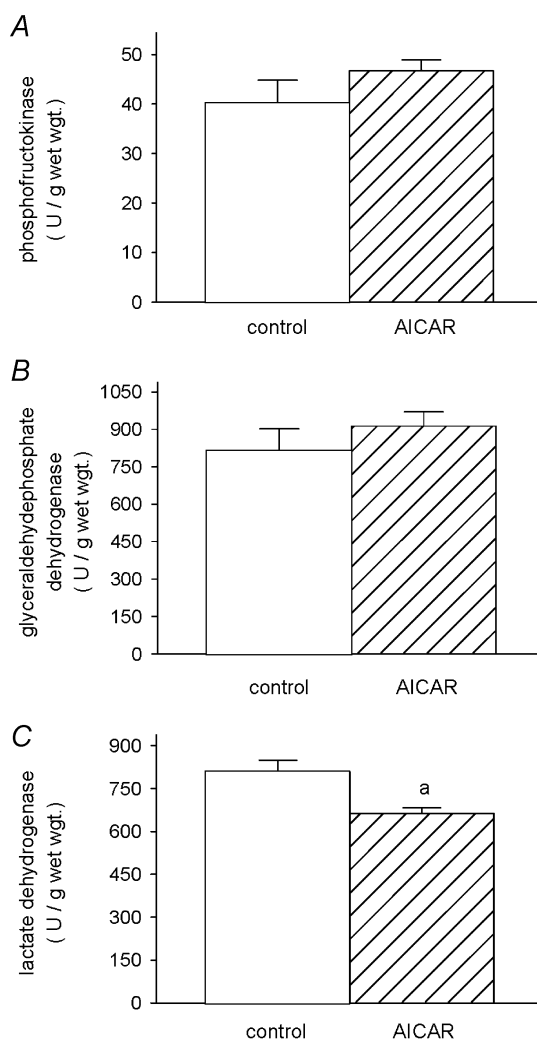 A
phosphofructokinase
( U / g wet wgt.)
50
40
30
20
10
0
control AICAR
B
glyceraldehydephosphate
dehydrogenase
( U / g wet wgt.)
1050
900
750
600
450
300
150
0
control AICAR
C
lactate dehydrogenase
( U / g wet wgt.)
900
750
600
450
300
150
0
a
control AICAR